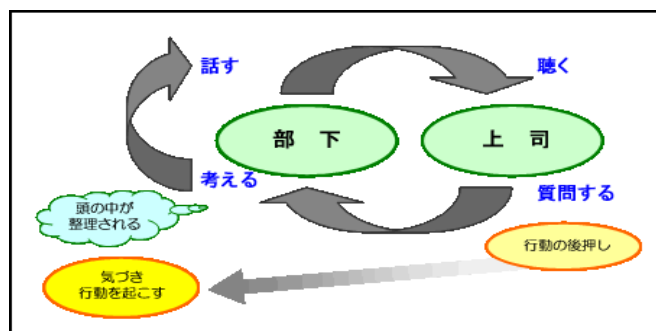 話す
聴く
部 下
上 司
考える
質問する
頭の中が
整理される
行動の後押し
気づき
行動を起こす